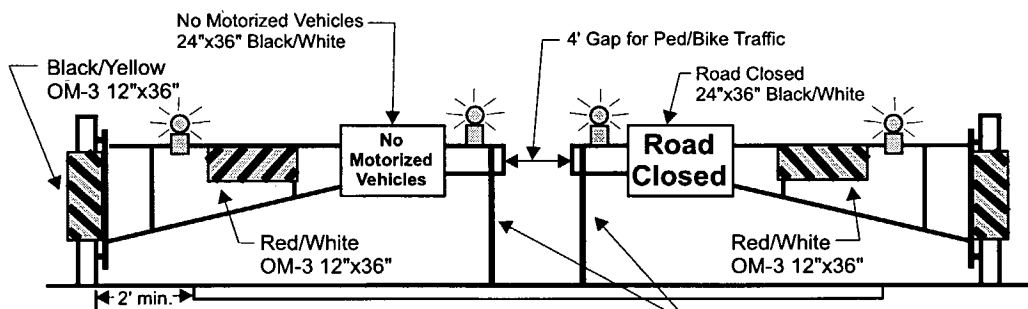 No Motorized Vehicles
24"x36" Black/White
4' Gap for Ped/Bike Traffic
Black/Yellow
OM-3 12"x36"
Road Closed
24"x36" Black/White
No
Motorized
Vehicles
Road
Closed
Red/White
OM-3 12"x36"
Red/White
OM-3 12"x36"
2' min.